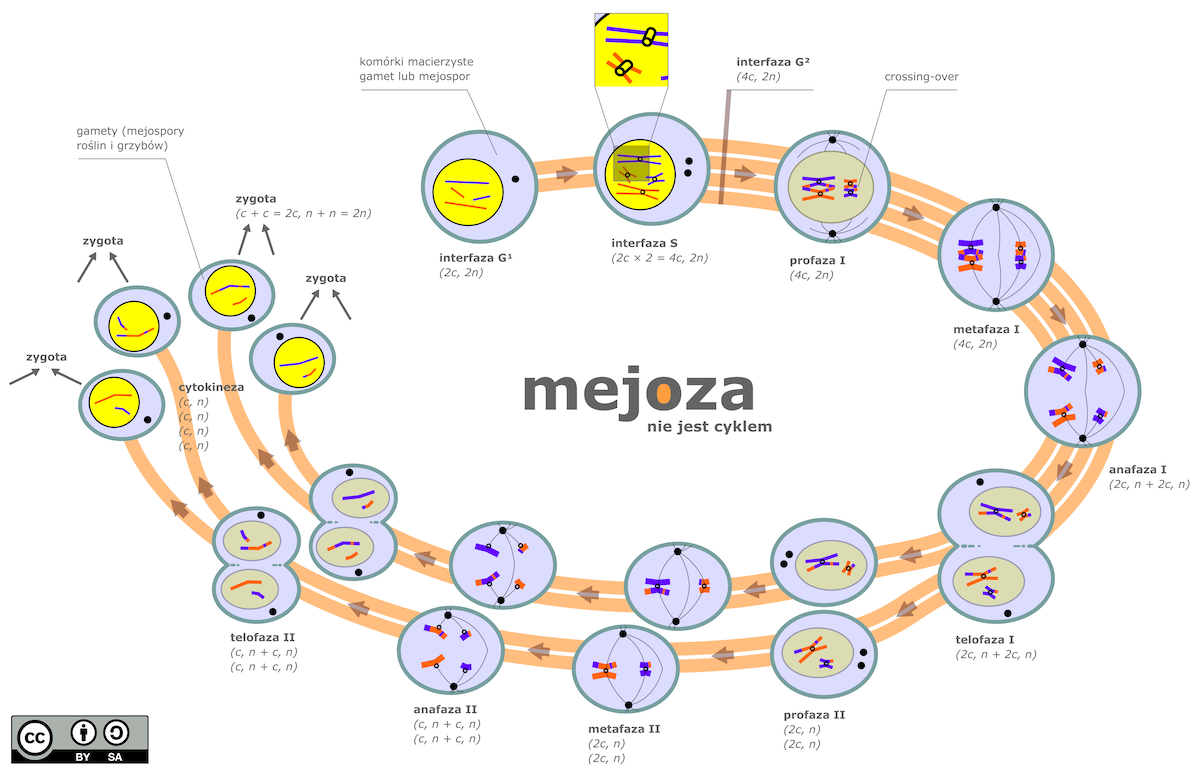 komórki macierzyste
gamet lub mejospor
interfaza G²
(4c, 2n)
crossing-over
gamety (mejospory
roślin i grzybów)
zygota
(c + c = 2c, n + n = 2n)
zygota
zygota
zygota
interfaza G¹
(2c, 2n)
interfaza S
(2c × 2 = 4c, 2n)
profaza I
(4c, 2n)
metafaza I
(4c, 2n)
mejoza
nie jest cyklem
cytokineza
(c, n)
(c, n)
(c, n)
(c, n)
anafaza I
(2c, n + 2c, n)
telofaza I
(2c, n + 2c, n)
profaza II
(2c, n)
(2c, n)
metafaza II
(2c, n)
(2c, n)
anafaza II
(c, n + c, n)
(c, n + c, n)
telofaza II
(c, n + c, n)
(c, n + c, n)
cc
BY SA